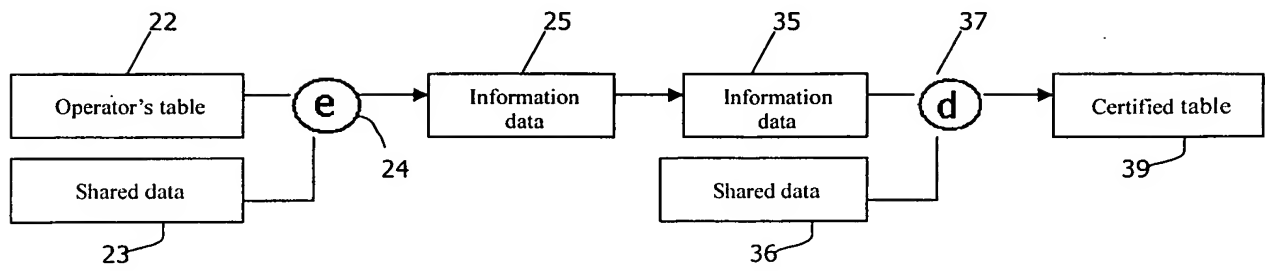 22
25
35
37
Operator's table
e
Information
data
Information
data
d
Certified table
24
39
Shared data
Shared data
23
36